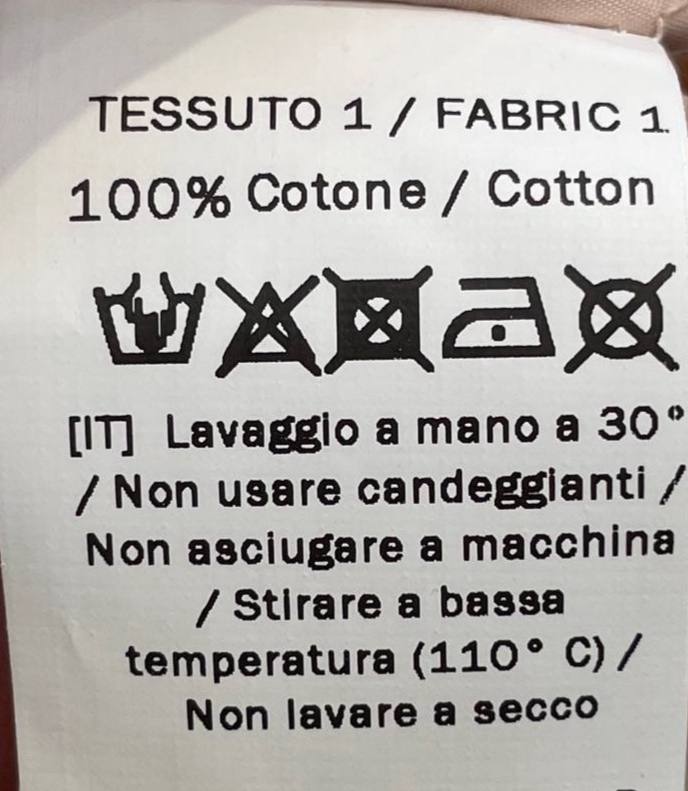 TESSUTO 1 / FABRIC 1
100% Cotone / Cotton
[IT] Lavaggio a mano a 30°
/ Non usare candeggianti /
Non asciugare a macchina
/ Stirare a bassa
temperatura (110° C) /
Non lavare a secco